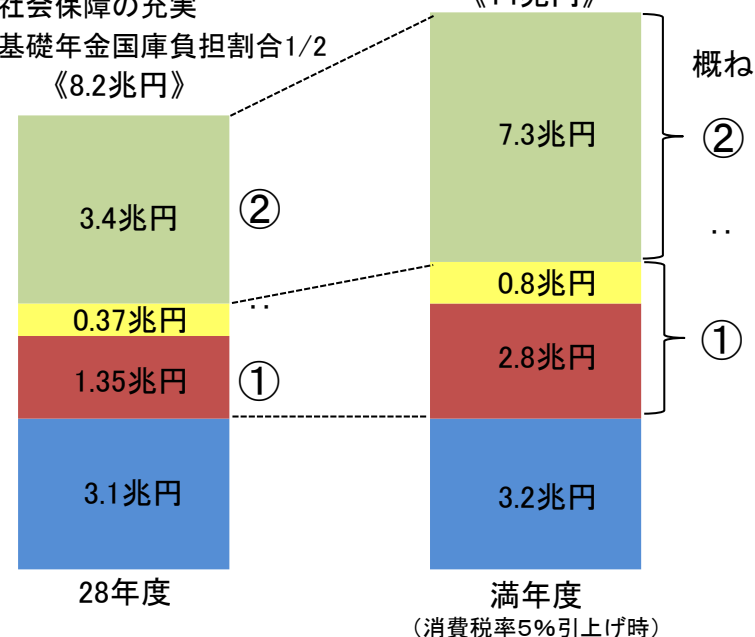 社会保障の充実
基礎年金国庫負担割合1/2
《8.2兆円》
概ね
7.3兆円
②
3.4兆円
②
‥
0.8兆円
0.37兆円
‥
2.8兆円
①
1.35兆円
①
3.1兆円
3.2兆円
28年度
満年度
(消費税率5%引上げ時)